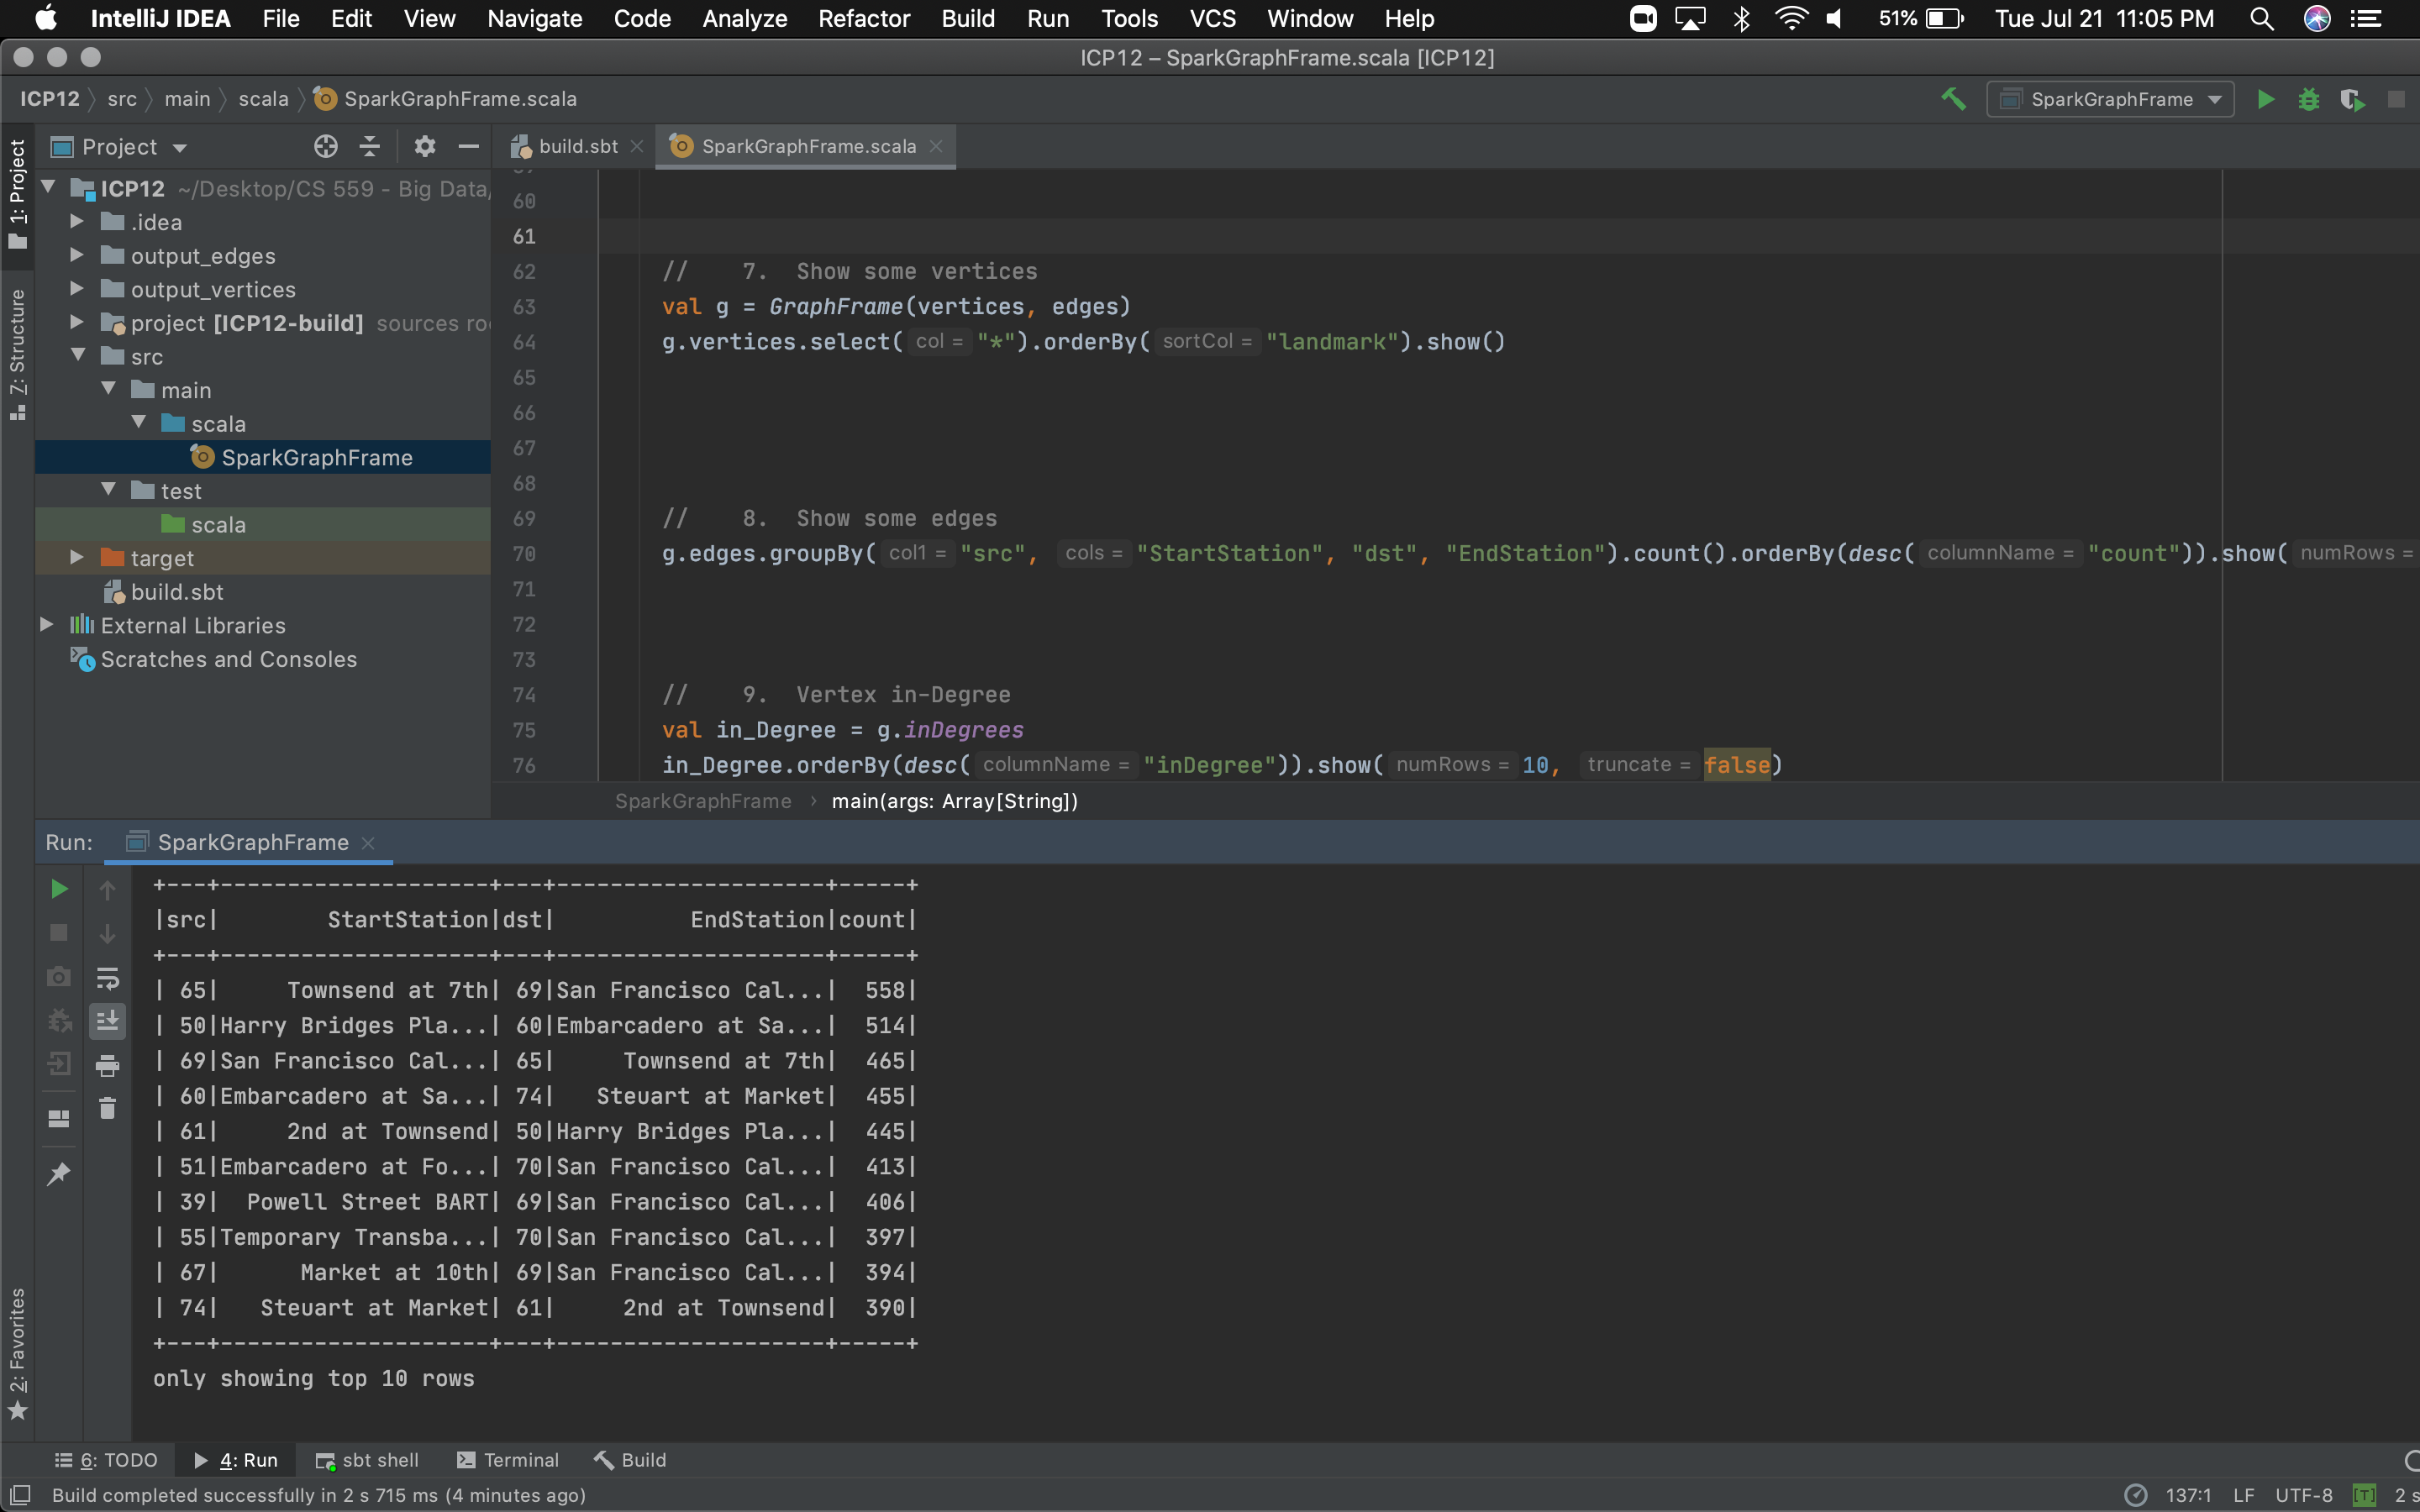 IntelliJ IDEA File Edit View Navigate Code Analyze Refactor Build Run Tools VCS Window Help 51% Tue Jul 21 11:05 PM
ICP12 – SparkGraphFrame.scala [ICP12]
ICP12 src main scala SparkGraphFrame.scala SparkGraphFrame
1: Project
Z: Structure
2: Favorites
Project
ICP12 ~/Desktop/CS 559 - Big Data/
.idea
output_edges
output_vertices
project [ICP12-build] sources roo
src
main
scala
SparkGraphFrame
test
scala
target
build.sbt
External Libraries
Scratches and Consoles
build.sbt SparkGraphFrame.scala
60
61
62 //    7.  Show some vertices
63 val g = GraphFrame(vertices, edges)
64 g.vertices.select( col = "*").orderBy( sortCol = "landmark").show()
65
66
67
68
69 //    8.  Show some edges
70 g.edges.groupBy( col1 = "src", cols = "StartStation", "dst", "EndStation").count().orderBy(desc( columnName = "count")).show( numRows =
71
72
73
74 //    9.  Vertex in-Degree
75 val in_Degree = g.inDegrees
76 in_Degree.orderBy(desc( columnName = "inDegree")).show( numRows = 10, truncate = false)
SparkGraphFrame › main(args: Array[String])
Run: SparkGraphFrame
+---+--------------------+---+--------------------+-----+
|src|        StartStation|dst|          EndStation|count|
+---+--------------------+---+--------------------+-----+
| 65|     Townsend at 7th| 69|San Francisco Cal...|  558|
| 50|Harry Bridges Pla...| 60|Embarcadero at Sa...|  514|
| 69|San Francisco Cal...| 65|     Townsend at 7th|  465|
| 60|Embarcadero at Sa...| 74|   Steuart at Market|  455|
| 61|     2nd at Townsend| 50|Harry Bridges Pla...|  445|
| 51|Embarcadero at Fo...| 70|San Francisco Cal...|  413|
| 39|  Powell Street BART| 69|San Francisco Cal...|  406|
| 55|Temporary Transba...| 70|San Francisco Cal...|  397|
| 67|      Market at 10th| 69|San Francisco Cal...|  394|
| 74|   Steuart at Market| 61|     2nd at Townsend|  390|
+---+--------------------+---+--------------------+-----+
only showing top 10 rows
6: TODO 4: Run sbt shell Terminal Build
Build completed successfully in 2 s 715 ms (4 minutes ago) 137:1 LF UTF-8 [T] 2 s